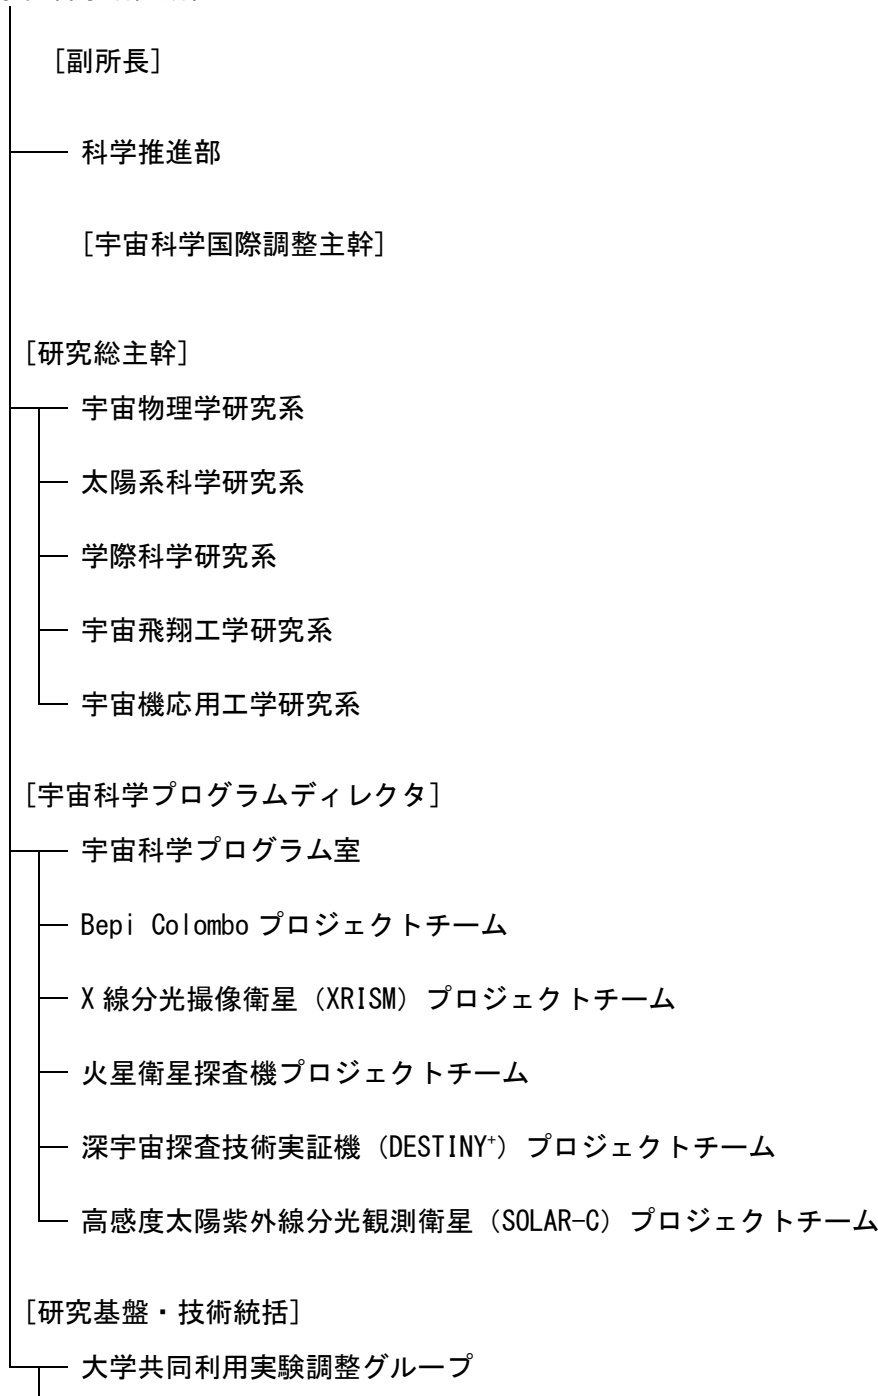 [副所長]
科学推進部
[宇宙科学国際調整主幹]
[研究総主幹]
宇宙物理学研究系
太陽系科学研究系
学際科学研究系
宇宙飛翔工学研究系
宇宙機応用工学研究系
[宇宙科学プログラムディレクタ]
宇宙科学プログラム室
Bepi Colombo プロジェクトチーム
X 線分光撮像衛星（XRISM）プロジェクトチーム
火星衛星探査機プロジェクトチーム
深宇宙探査技術実証機（DESTINY⁺）プロジェクトチーム
高感度太陽紫外線分光観測衛星（SOLAR-C）プロジェクトチーム
[研究基盤・技術統括]
大学共同利用実験調整グループ